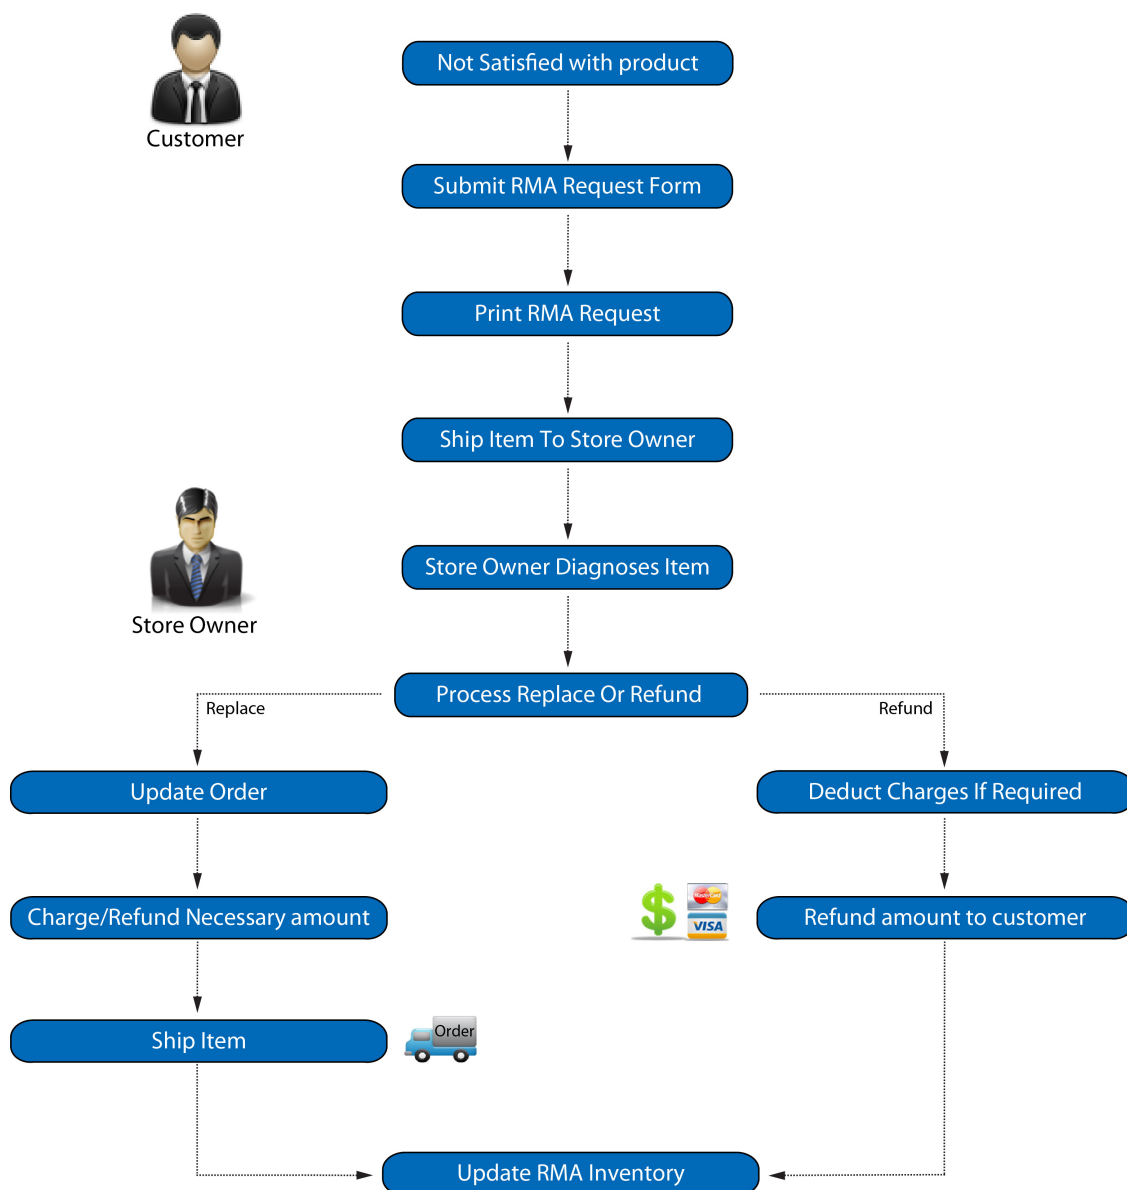 Customer
Not Satisfied with product
Submit RMA Request Form
Print RMA Request
Ship Item To Store Owner
Store Owner
Store Owner Diagnoses Item
Process Replace Or Refund
Replace
Refund
Update Order
Deduct Charges If Required
Charge/Refund Necessary amount
MasterCard
VISA
Refund amount to customer
Ship Item
Order
Update RMA Inventory